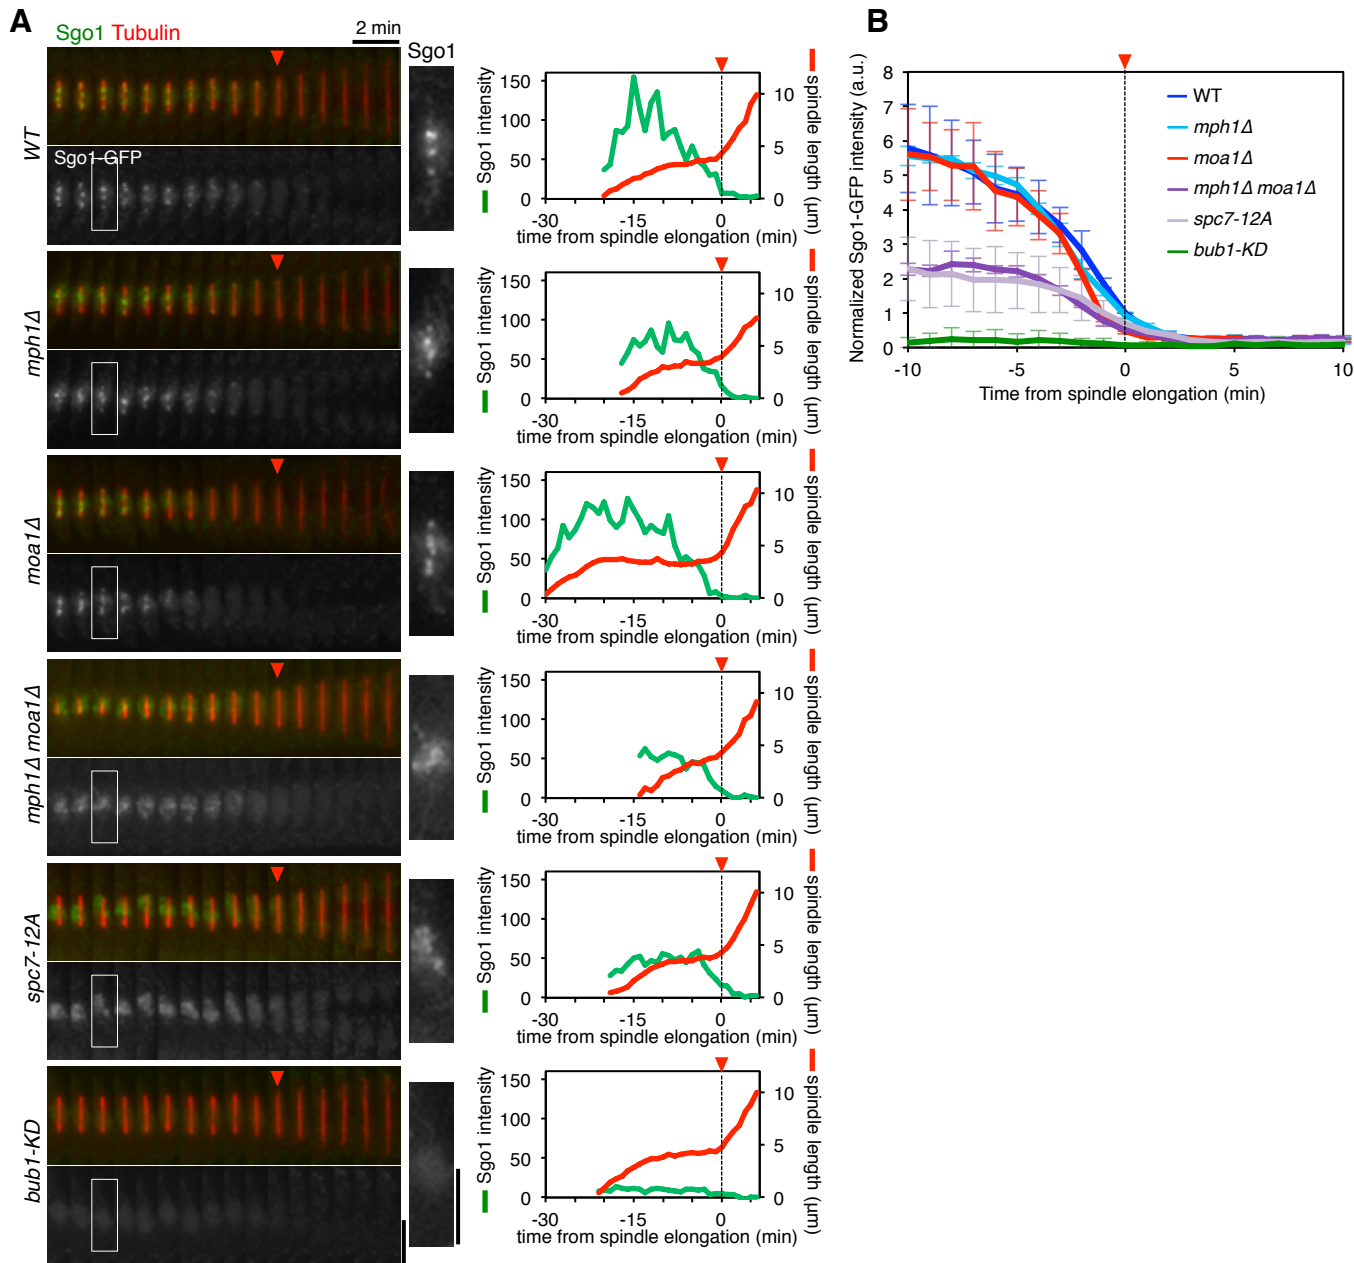 A
Sgo1 Tubulin
2 min
Sgo1
WT
Sgo1-GFP
mph1Δ
moa1Δ
mph1Δ moa1Δ
spc7-12A
bub1-KD
Sgo1 intensity
150
100
50
0
10
5
0
spindle length (μm)
-30 -15 0
time from spindle elongation (min)
Sgo1 intensity
150
100
50
0
10
5
0
spindle length (μm)
-30 -15 0
time from spindle elongation (min)
Sgo1 intensity
150
100
50
0
10
5
0
spindle length (μm)
-30 -15 0
time from spindle elongation (min)
Sgo1 intensity
150
100
50
0
10
5
0
spindle length (μm)
-30 -15 0
time from spindle elongation (min)
Sgo1 intensity
150
100
50
0
10
5
0
spindle length (μm)
-30 -15 0
time from spindle elongation (min)
Sgo1 intensity
150
100
50
0
10
5
0
spindle length (μm)
-30 -15 0
time from spindle elongation (min)
B
Normalized Sgo1-GFP intensity (a.u.)
8
7
6
5
4
3
2
1
0
-10 -5 0 5 10
Time from spindle elongation (min)
WT
mph1Δ
moa1Δ
mph1Δ moa1Δ
spc7-12A
bub1-KD